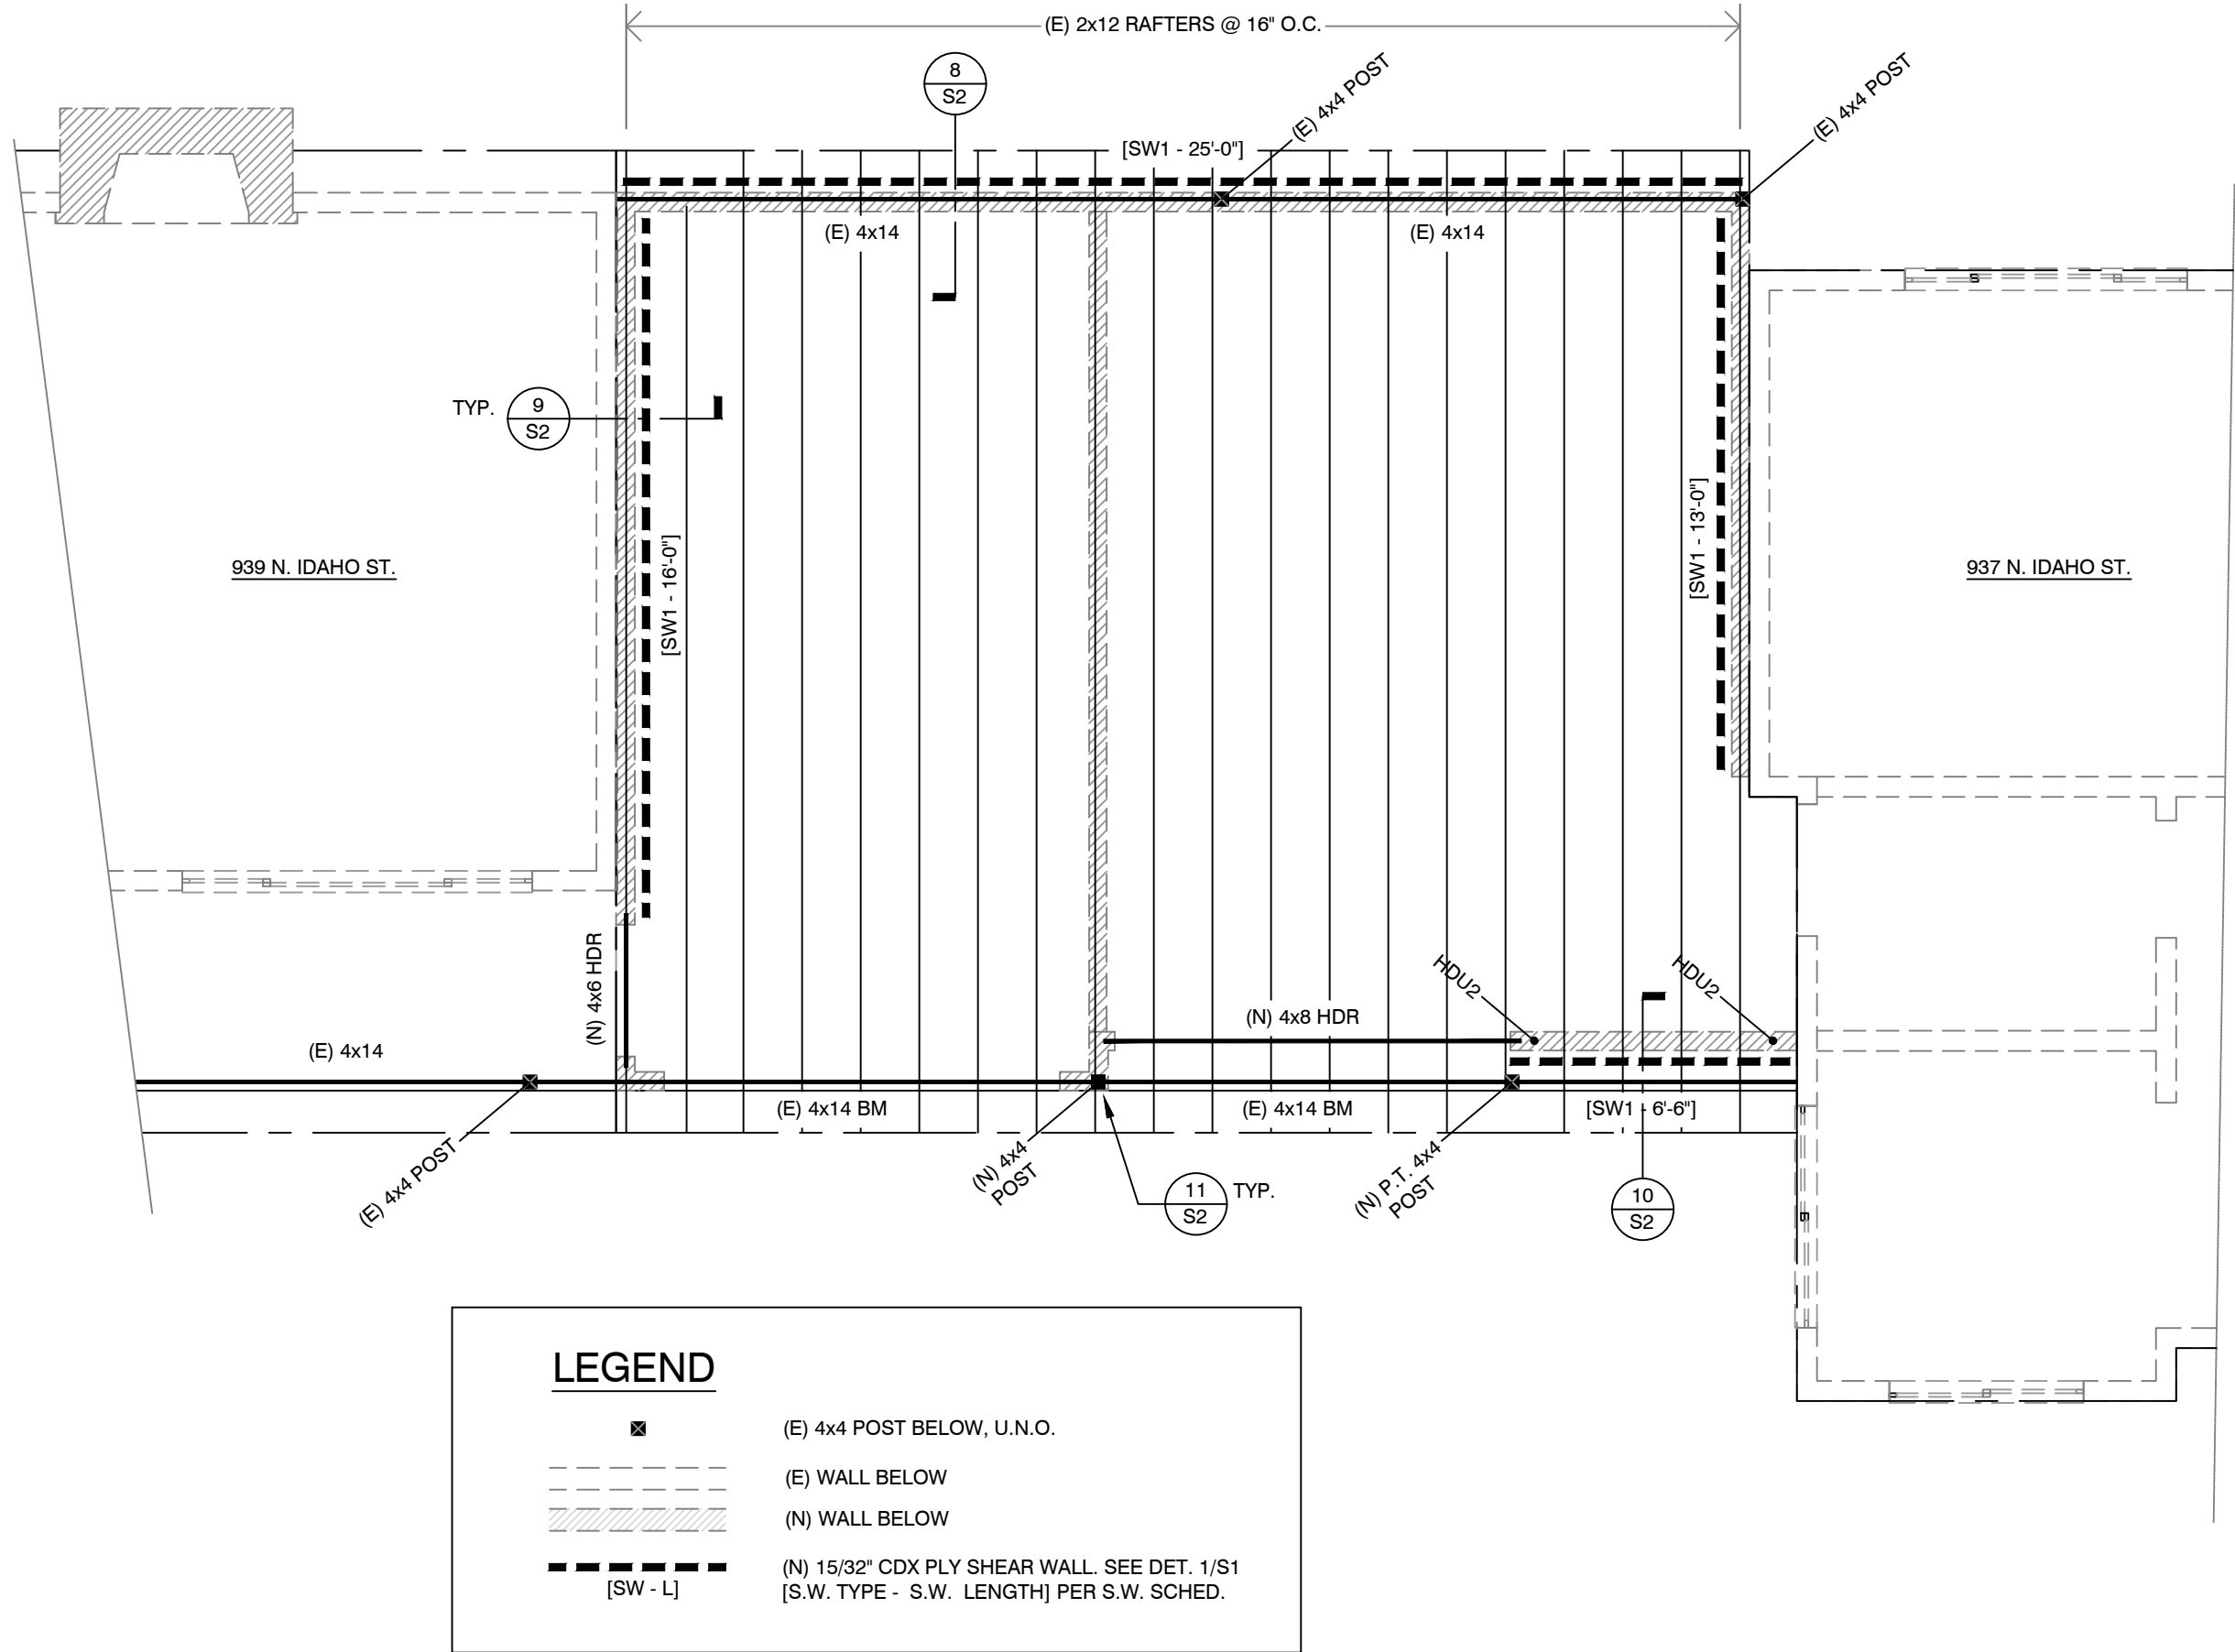 (E) 2x12 RAFTERS @ 16" O.C.
8
S2
(E) 4x4 POST
(E) 4x4 POST
[SW1 - 25'-0"]
(E) 4x14
(E) 4x14
TYP.
9
S2
[SW1 - 16'-0"]
[SW1 - 13'-0"]
939 N. IDAHO ST.
937 N. IDAHO ST.
(N) 4x6 HDR
HDU2
HDU2
(N) 4x8 HDR
(E) 4x14
(E) 4x14 BM
(E) 4x14 BM
[SW1 - 6'-6"]
(E) 4x4 POST
(N) 4x4
POST
11
S2
TYP.
(N) P.T. 4x4
POST
10
S2
LEGEND
(E) 4x4 POST BELOW, U.N.O.
(E) WALL BELOW
(N) WALL BELOW
(N) 15/32" CDX PLY SHEAR WALL. SEE DET. 1/S1
[SW - L]
[S.W. TYPE - S.W. LENGTH] PER S.W. SCHED.